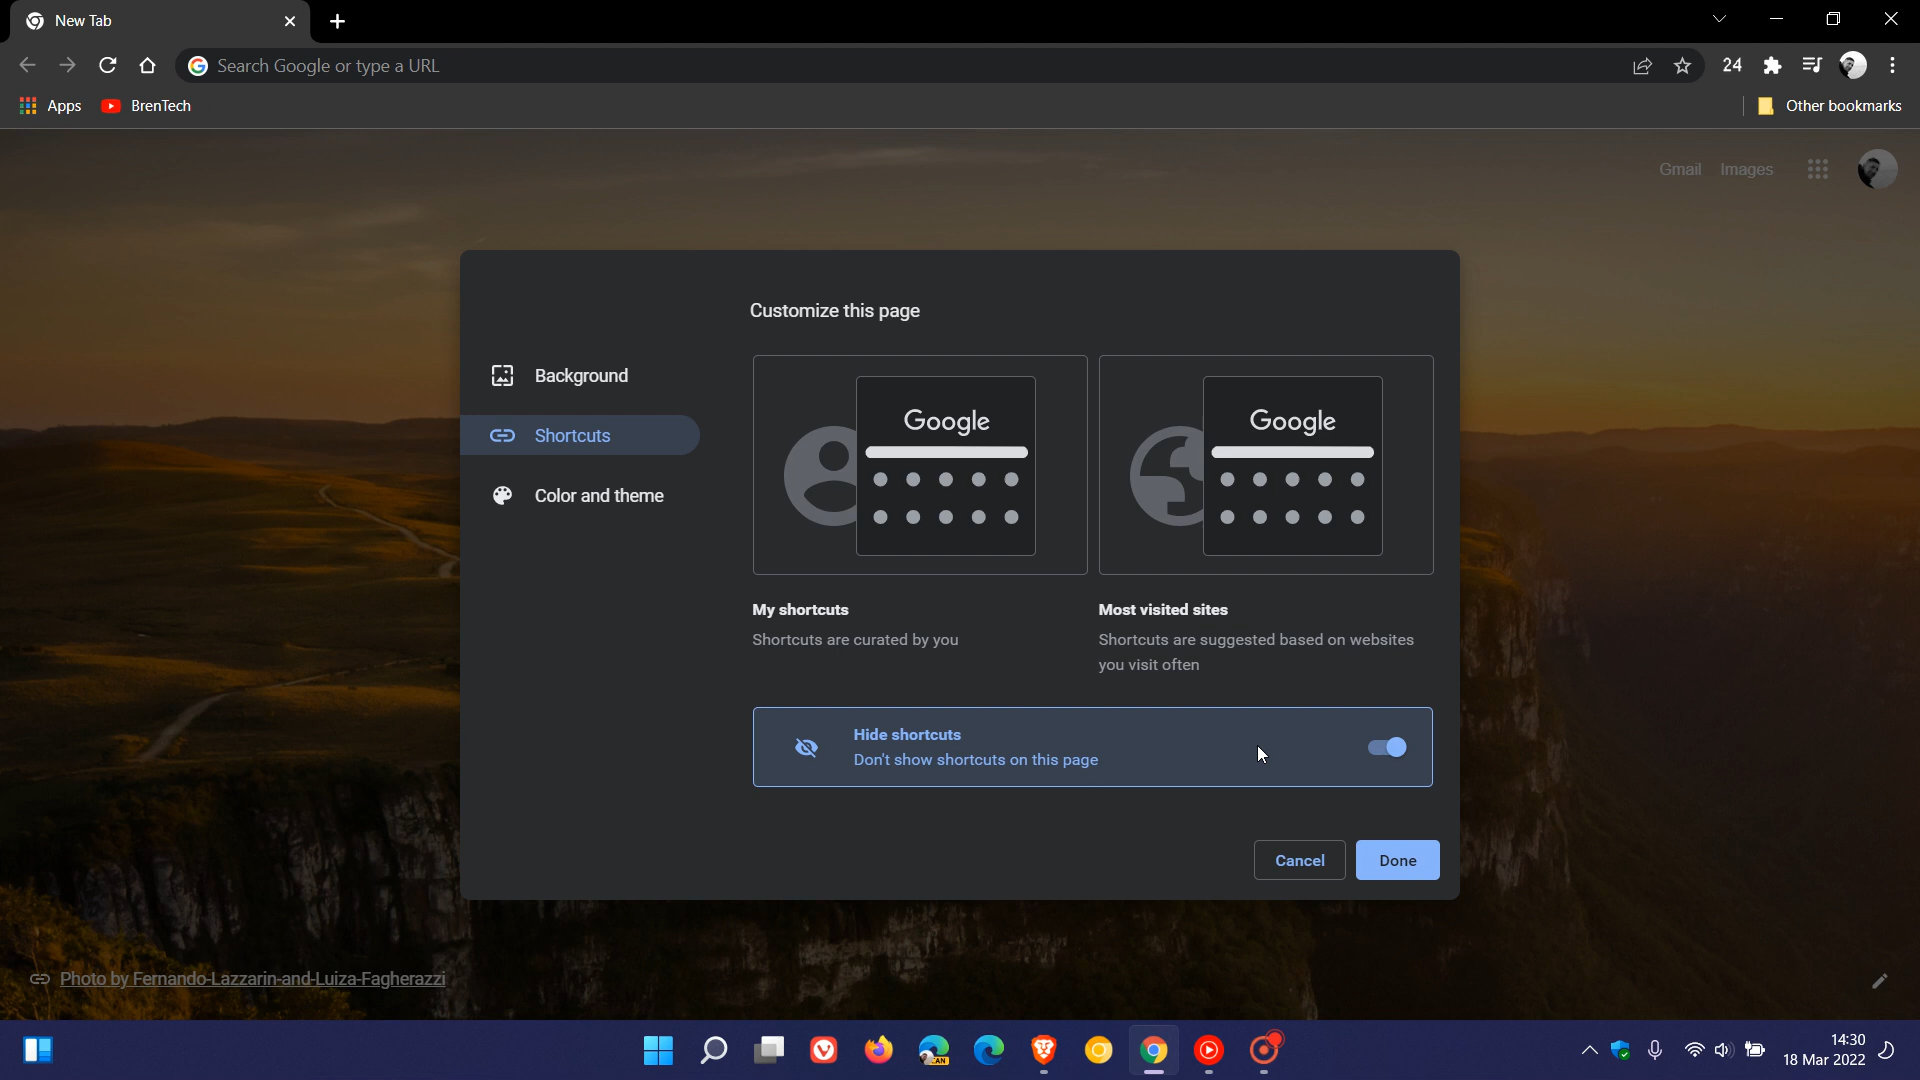 New Tab
Search Google or type a URL
24
Apps
BrenTech
Other bookmarks
Gmail
Images
Customize this page
Background
Shortcuts
Color and theme
Google
Google
My shortcuts
Shortcuts are curated by you
Most visited sites
Shortcuts are suggested based on websites
you visit often
Hide shortcuts
Don't show shortcuts on this page
Cancel
Done
Photo by Fernando-Lazzarin-and-Luiza-Fagherazzi
CAN
14:30
18 Mar 2022